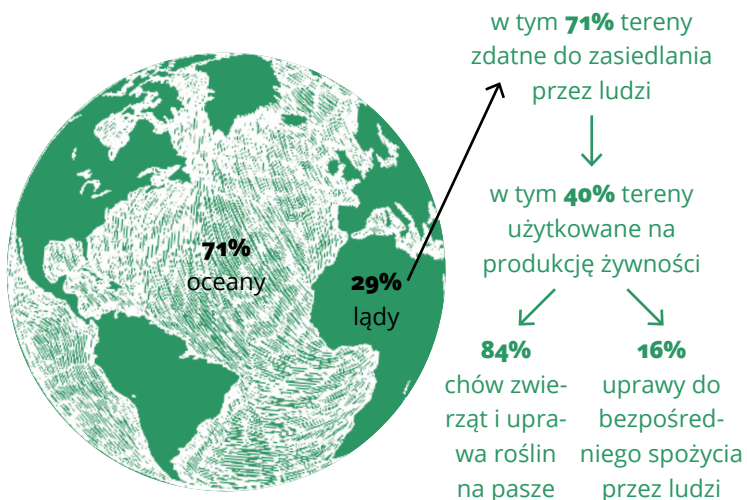 71%
oceany
29%
lądy
w tym 71% tereny
zdatne do zasiedlania
przez ludzi
w tym 40% tereny
użytkowane na
produkcję żywności
84%
chów zwie-
rząt i upra-
wa roślin
na pasze
16%
uprawy do
bezpośred-
niego spożycia
przez ludzi